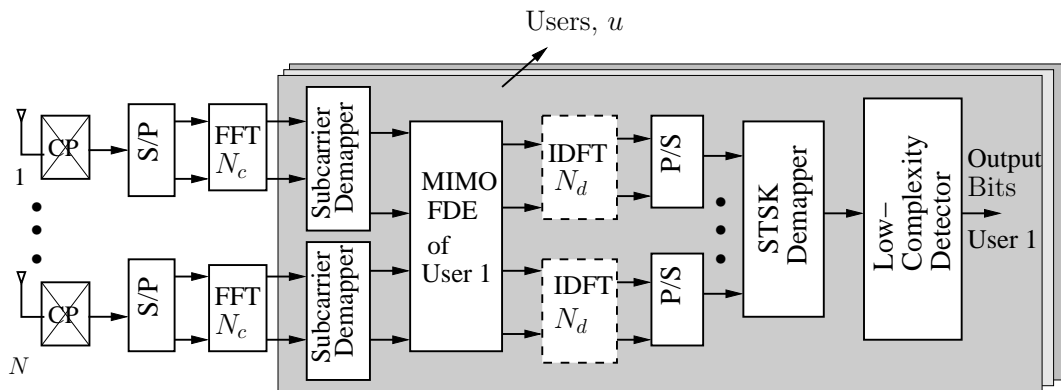 Users, u
1
CP
S/P
FFT
N_c
Subcarrier
Demapper
MIMO
FDE
of
User 1
IDFT
N_d
P/S
STSK
Demapper
Low-
Complexity
Detector
Output
Bits
User 1
N
CP
S/P
FFT
N_c
Subcarrier
Demapper
IDFT
N_d
P/S